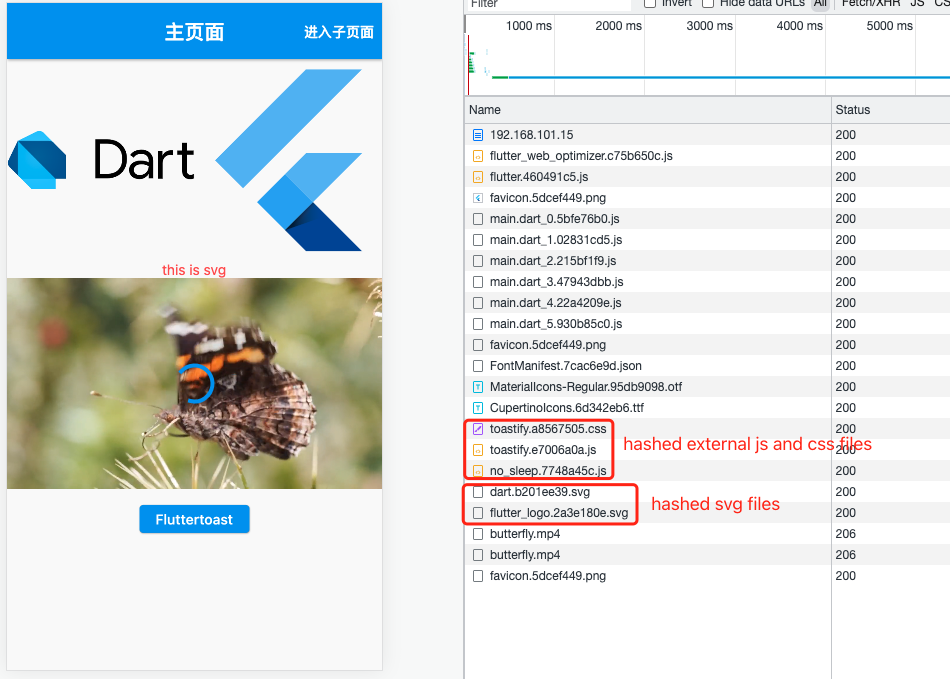 主页面
进入子页面
Dart
this is svg
Fluttertoast
Filter
Invert
Hide data URLs
All
Fetch/XHR
JS
CS
1000 ms
2000 ms
3000 ms
4000 ms
5000 ms
Name Status
192.168.101.15 200
flutter_web_optimizer.c75b650c.js 200
flutter.460491c5.js 200
favicon.5dcef449.png 200
main.dart_0.5bfe76b0.js 200
main.dart_1.02831cd5.js 200
main.dart_2.215bf1f9.js 200
main.dart_3.47943dbb.js 200
main.dart_4.22a4209e.js 200
main.dart_5.930b85c0.js 200
favicon.5dcef449.png 200
FontManifest.7cac6e9d.json 200
MaterialIcons-Regular.95db9098.otf 200
CupertinoIcons.6d342eb6.ttf 200
toastify.a8567505.css 200
toastify.e7006a0a.js 200
hashed external js and css files
no_sleep.7748a45c.js 200
dart.b201ee39.svg 200
hashed svg files
flutter_logo.2a3e180e.svg 200
butterfly.mp4 206
butterfly.mp4 206
favicon.5dcef449.png 200